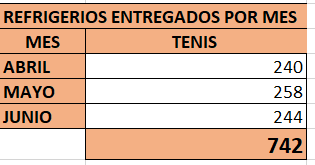 REFRIGERIOS ENTREGADOS POR MES
MES TENIS
ABRIL 240
MAYO 258
JUNIO 244
742